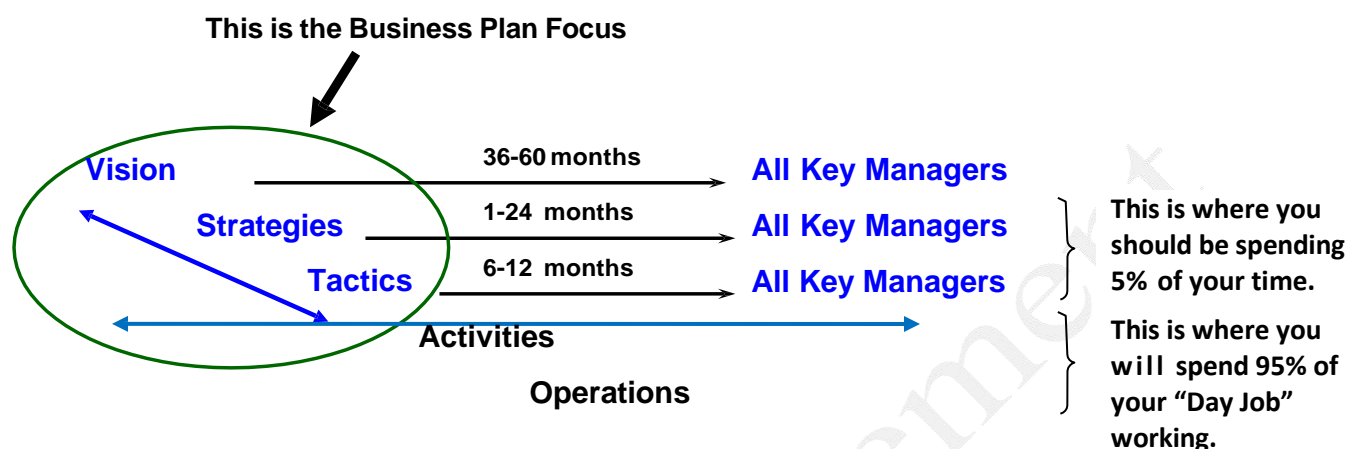 This is the Business Plan Focus
Vision
36-60 months
All Key Managers
Strategies
1-24 months
All Key Managers
Tactics
6-12 months
All Key Managers
This is where you
should be spending
5% of your time.
Activities
Operations
This is where you
will spend 95% of
your “Day Job”
working.